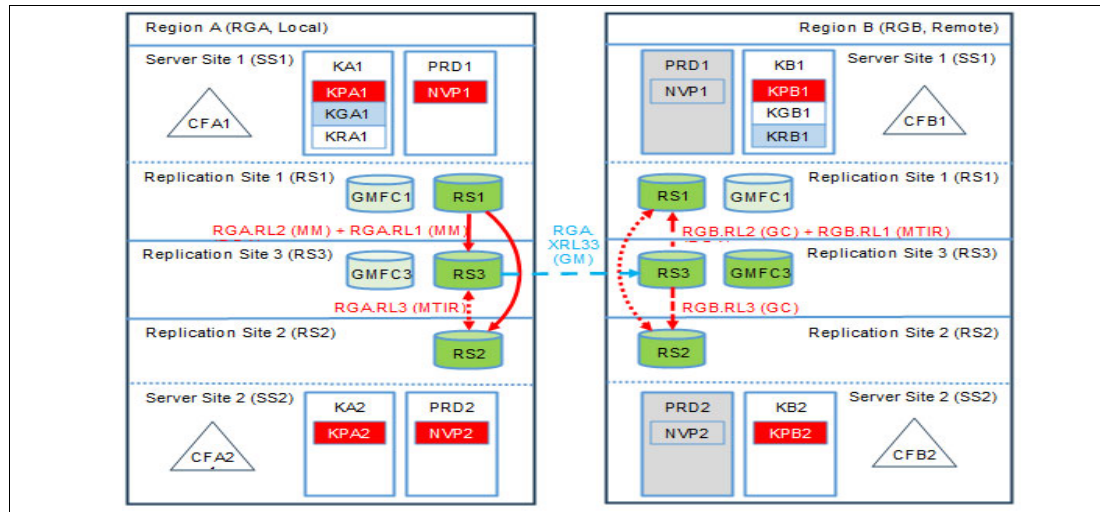 Region A (RGA, Local)
Server Site 1 (SS1)
KA1
PRD1
KPA1
NVP1
KGA1
KRA1
CFA1
Replication Site 1 (RS1)
GMFC1
RS1
RGA.RL2 (MM) + RGA.RL1 (MM)
Replication Site 3 (RS3)
GMFC3
RS3
RGA.RL3 (MTIR)
Replication Site 2 (RS2)
RS2
Server Site 2 (SS2)
KA2
PRD2
KPA2
NVP2
CFA2
RGA.
XRL33
(GM)
Region B (RGB, Remote)
PRD1
KB1
Server Site 1 (SS1)
NVP1
KPB1
KGB1
KRB1
CFB1
Replication Site 1 (RS1)
RS1
GMFC1
RGB.RL2 (GC) + RGB.RL1 (MTIR)
Replication Site 3 (RS3)
RS3
GMFC3
RGB.RL3 (GC)
Replication Site 2 (RS2)
RS2
PRD2
KB2
Server Site 2 (SS2)
NVP2
KPB2
CFB2